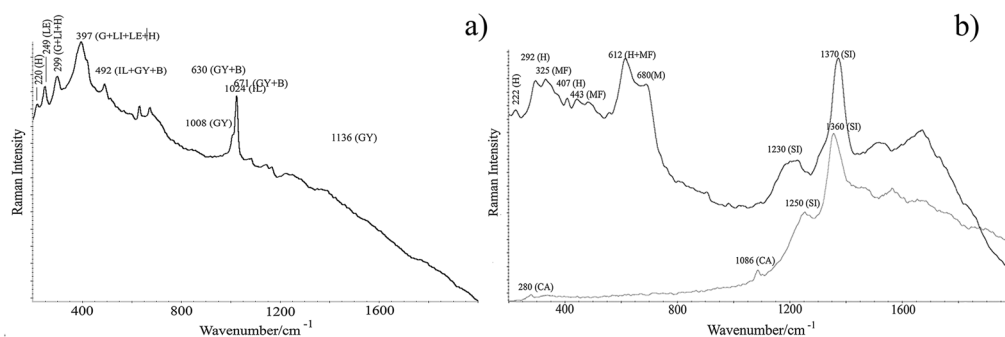 a)
220 (H)
249 (LE)
299 (G+LI+H)
397 (G+LI+LE+H)
492 (IL+GY+B)
630 (GY+B)
671 (GY+B)
1024 (IL)
1008 (GY)
1136 (GY)
Raman Intensity
400 800 1200 1600
Wavenumber/cm⁻¹
b)
222 (H)
292 (H)
325 (MF)
407 (H)
443 (MF)
612 (H+MF)
680(M)
1370 (SI)
1360 (SI)
1230 (SI)
1250 (SI)
1086 (CA)
280 (CA)
Raman Intensity
400 800 1200 1600
Wavenumber/cm⁻¹